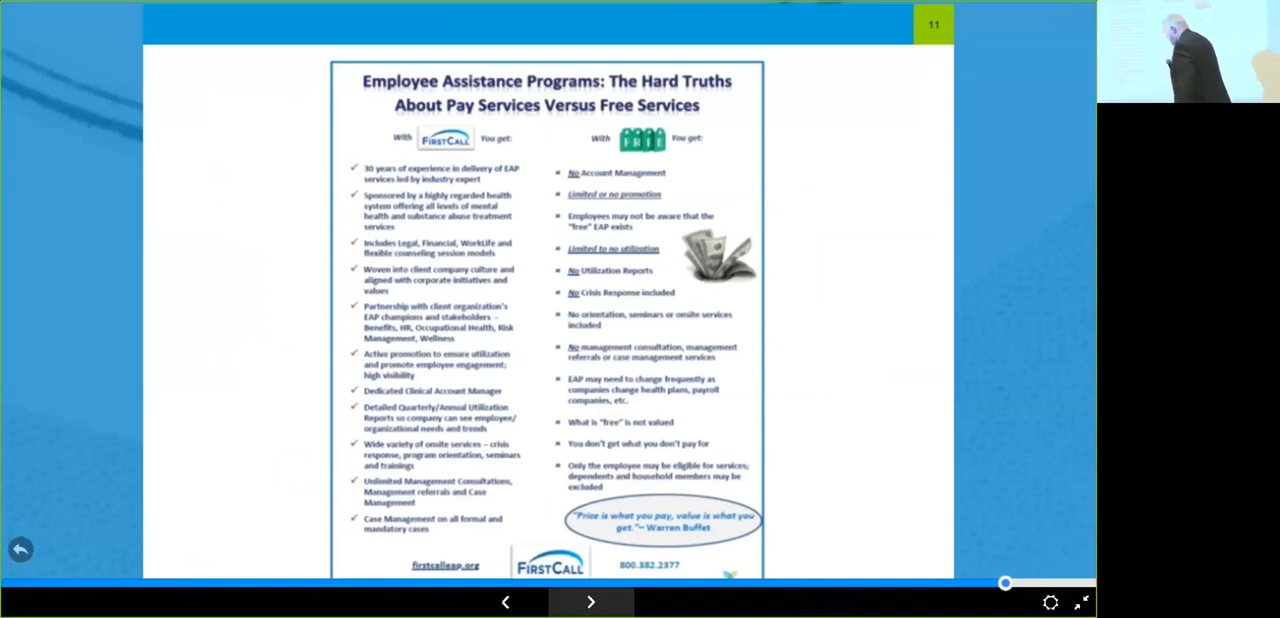 11
Employee Assistance Programs: The Hard Truths
About Pay Services Versus Free Services
With FIRSTCALL You get:
✓ 30 years of experience in delivery of EAP
services led by industry expert
✓ Sponsored by a highly regarded health
system offering all levels of mental
health and substance abuse treatment
services
✓ Includes Legal, Financial, WorkLife and
flexible counseling session models
✓ Woven into client company culture and
aligned with corporate initiatives and
values
✓ Partnership with client organization's
EAP champions and stakeholders -
Benefits, HR, Occupational Health, Risk
Management, Wellness
✓ Active promotion to ensure utilization
and promote employee engagement;
high visibility
✓ Dedicated Clinical Account Manager
✓ Detailed Quarterly/Annual Utilization
Reports so company can see employee/
organizational needs and trends
✓ Wide variety of onsite services – crisis
response, program orientation, seminars
and trainings
✓ Unlimited Management Consultations,
Management referrals and Case
Management
✓ Case Management on all formal and
mandatory cases
With FREE You get:
No Account Management
Limited or no promotion
Employees may not be aware that the
"free" EAP exists
Limited to no utilization
No Utilization Reports
No Crisis Response included
No orientation, seminars or onsite services
included
No management consultation, management
referrals or case management services
EAP may need to change frequently as
companies change health plans, payroll
companies, etc.
What is "free" is not valued
You don't get what you don't pay for
Only the employee may be eligible for services;
dependents and household members may be
excluded
"Price is what you pay, value is what you
get."– Warren Buffet
firstcalleap.org FIRSTCALL 800.382.2377